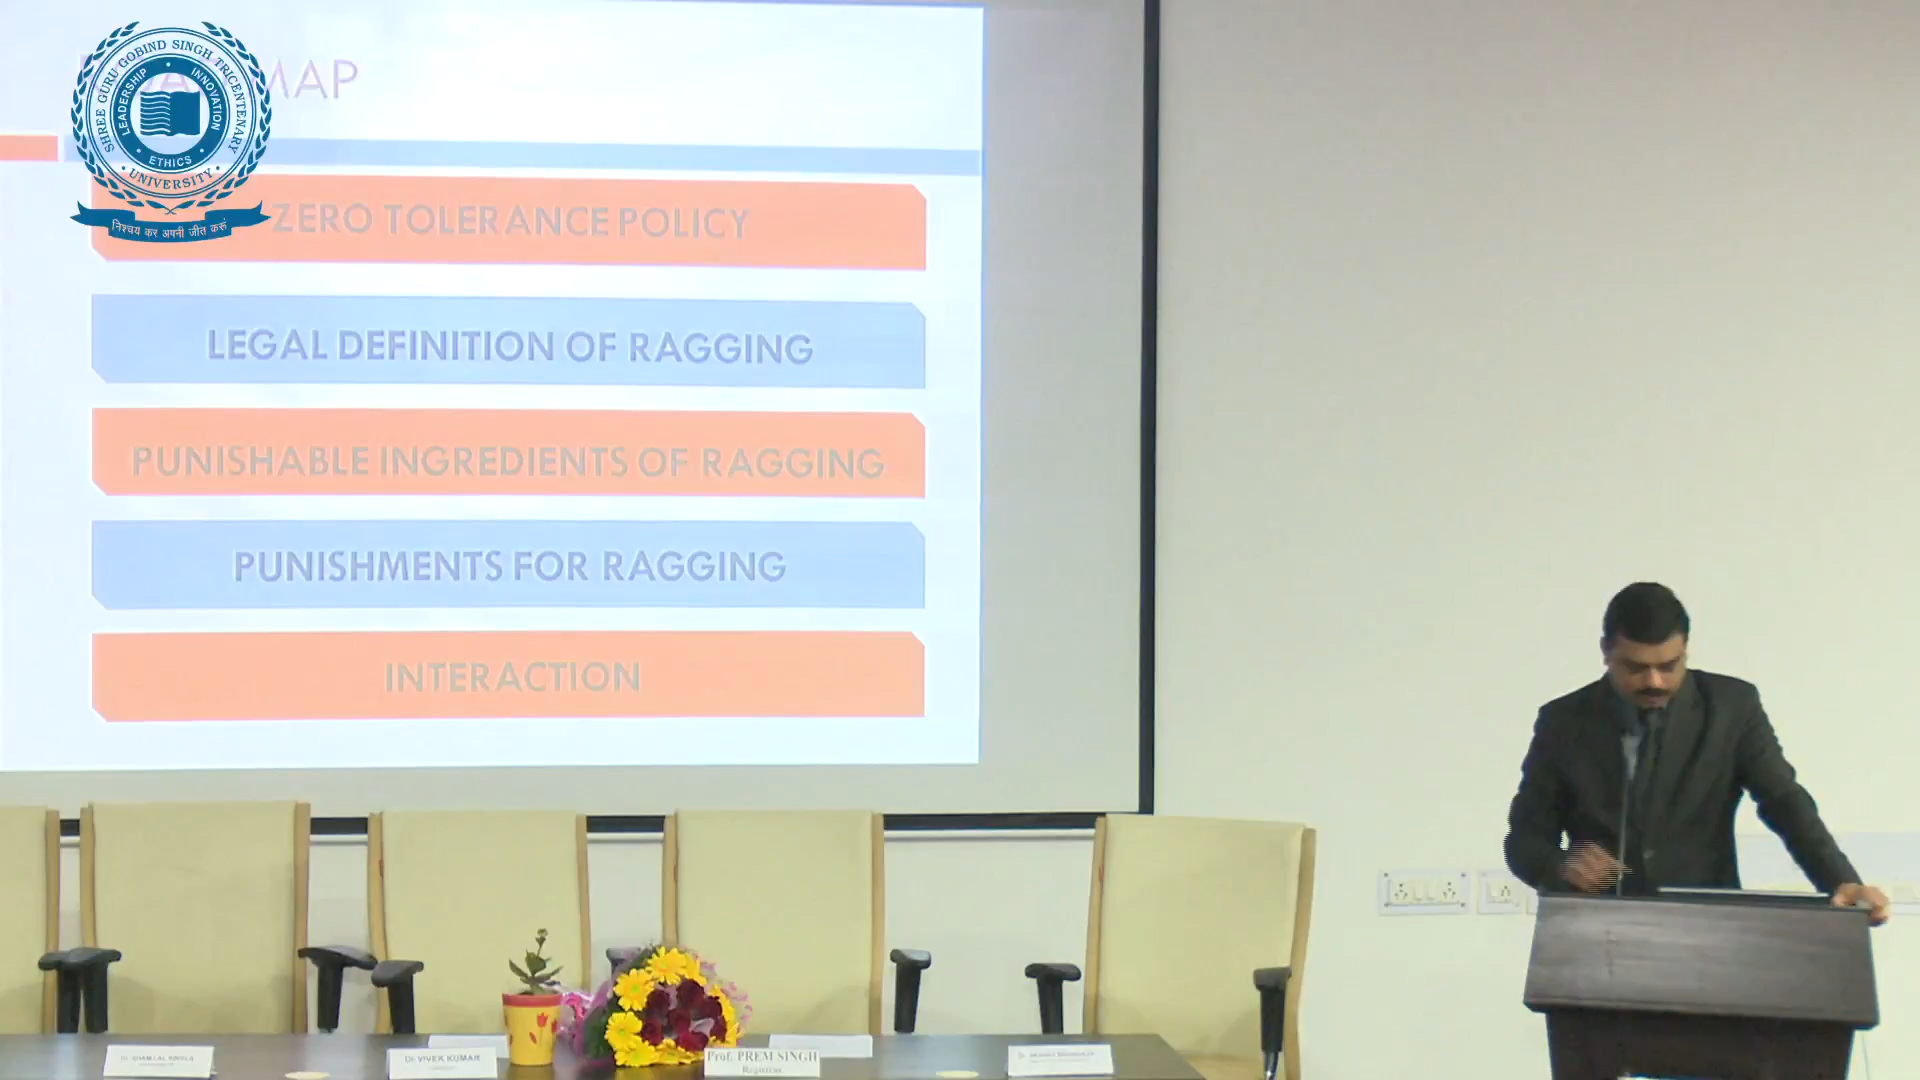 MAP
SHREE GURU GOBIND SINGH TRICENTENARY
UNIVERSITY
LEADERSHIP
INNOVATION
ETHICS
निश्चय कर अपनी जीत करूं
ZERO TOLERANCE POLICY
LEGAL DEFINITION OF RAGGING
PUNISHABLE INGREDIENTS OF RAGGING
PUNISHMENTS FOR RAGGING
INTERACTION
Dr. VIVEK KUMAR
Prof. PREM SINGH
Registrar